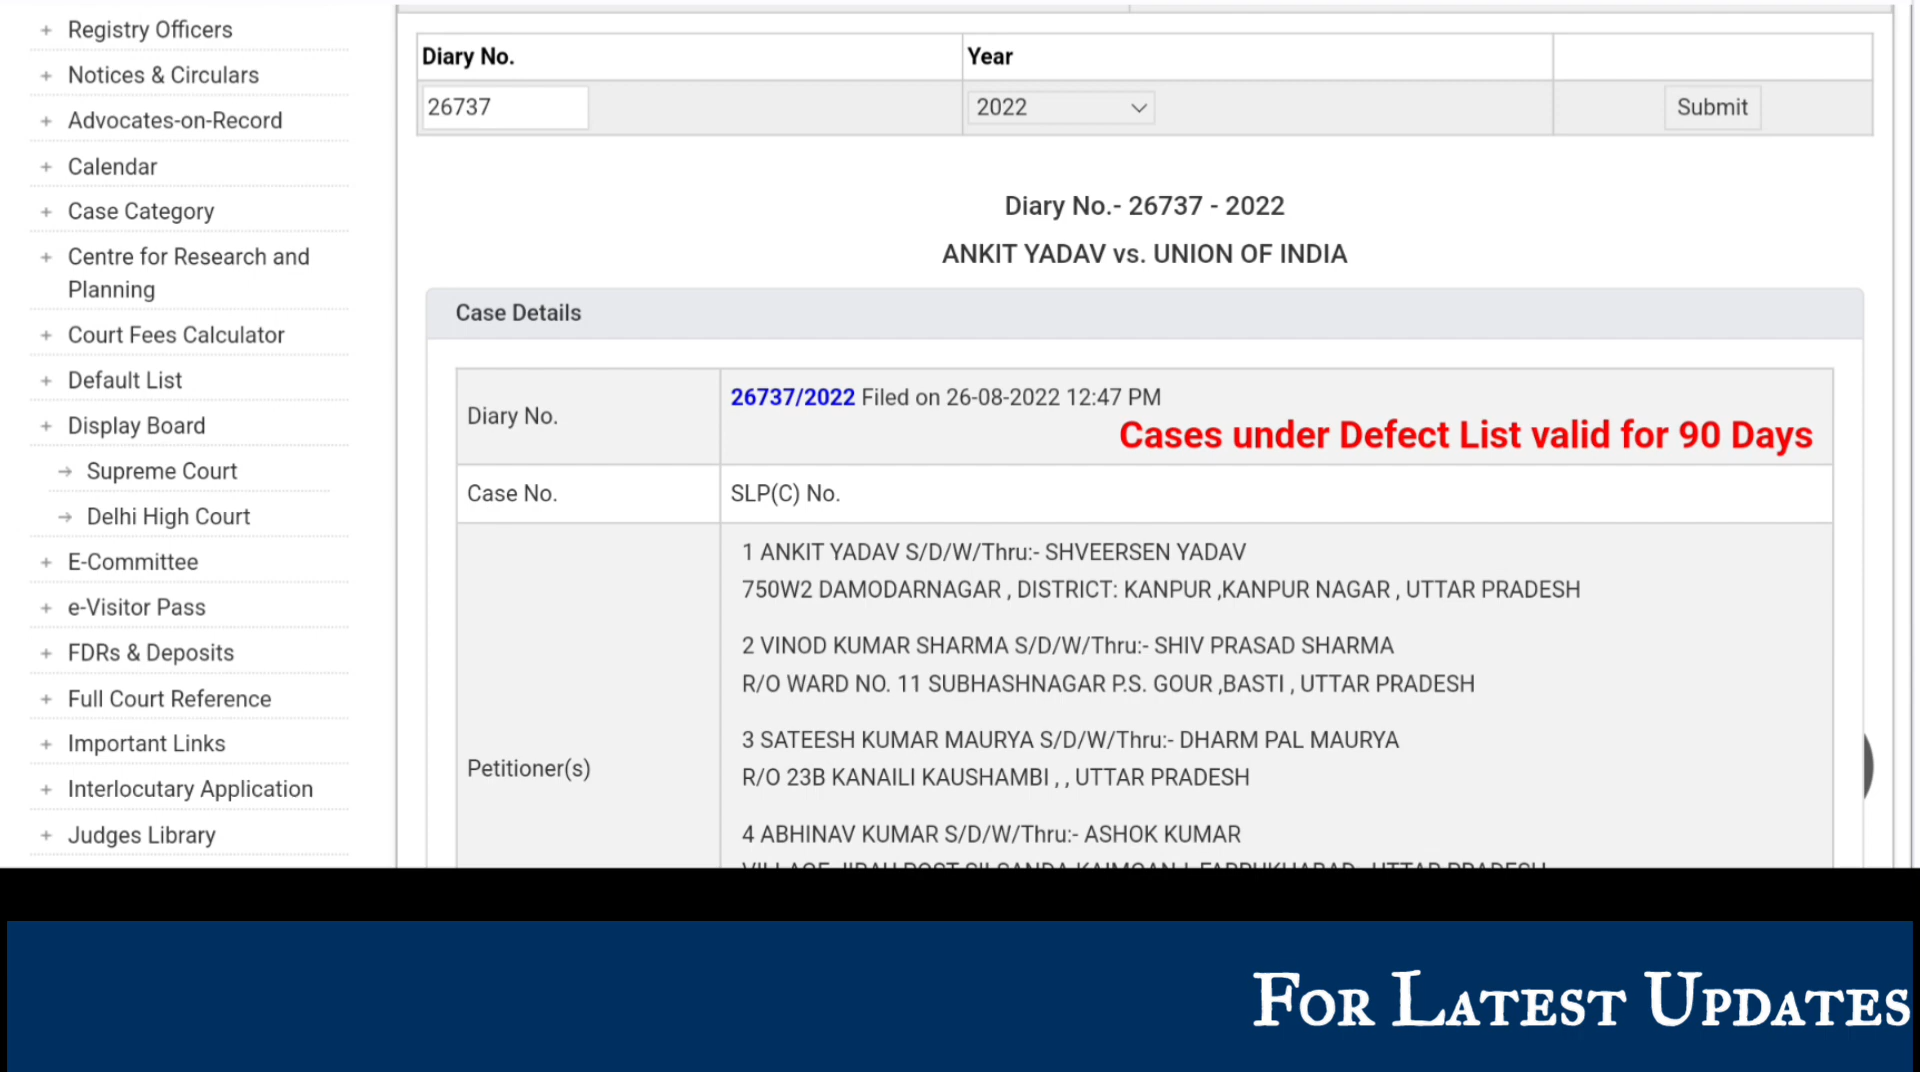 Registry Officers
Notices & Circulars
Advocates-on-Record
Calendar
Case Category
Centre for Research and
Planning
Court Fees Calculator
Default List
Display Board
Supreme Court
Delhi High Court
E-Committee
e-Visitor Pass
FDRs & Deposits
Full Court Reference
Important Links
Interlocutary Application
Judges Library
Diary No. Year
26737 2022 Submit
Diary No.- 26737 - 2022
ANKIT YADAV vs. UNION OF INDIA
Case Details
Diary No. 26737/2022 Filed on 26-08-2022 12:47 PM
Cases under Defect List valid for 90 Days
Case No. SLP(C) No.
Petitioner(s)
1 ANKIT YADAV S/D/W/Thru:- SHVEERSEN YADAV
750W2 DAMODARNAGAR , DISTRICT: KANPUR ,KANPUR NAGAR , UTTAR PRADESH
2 VINOD KUMAR SHARMA S/D/W/Thru:- SHIV PRASAD SHARMA
R/O WARD NO. 11 SUBHASHNAGAR P.S. GOUR ,BASTI , UTTAR PRADESH
3 SATEESH KUMAR MAURYA S/D/W/Thru:- DHARM PAL MAURYA
R/O 23B KANAILI KAUSHAMBI , , UTTAR PRADESH
4 ABHINAV KUMAR S/D/W/Thru:- ASHOK KUMAR
For Latest Updates